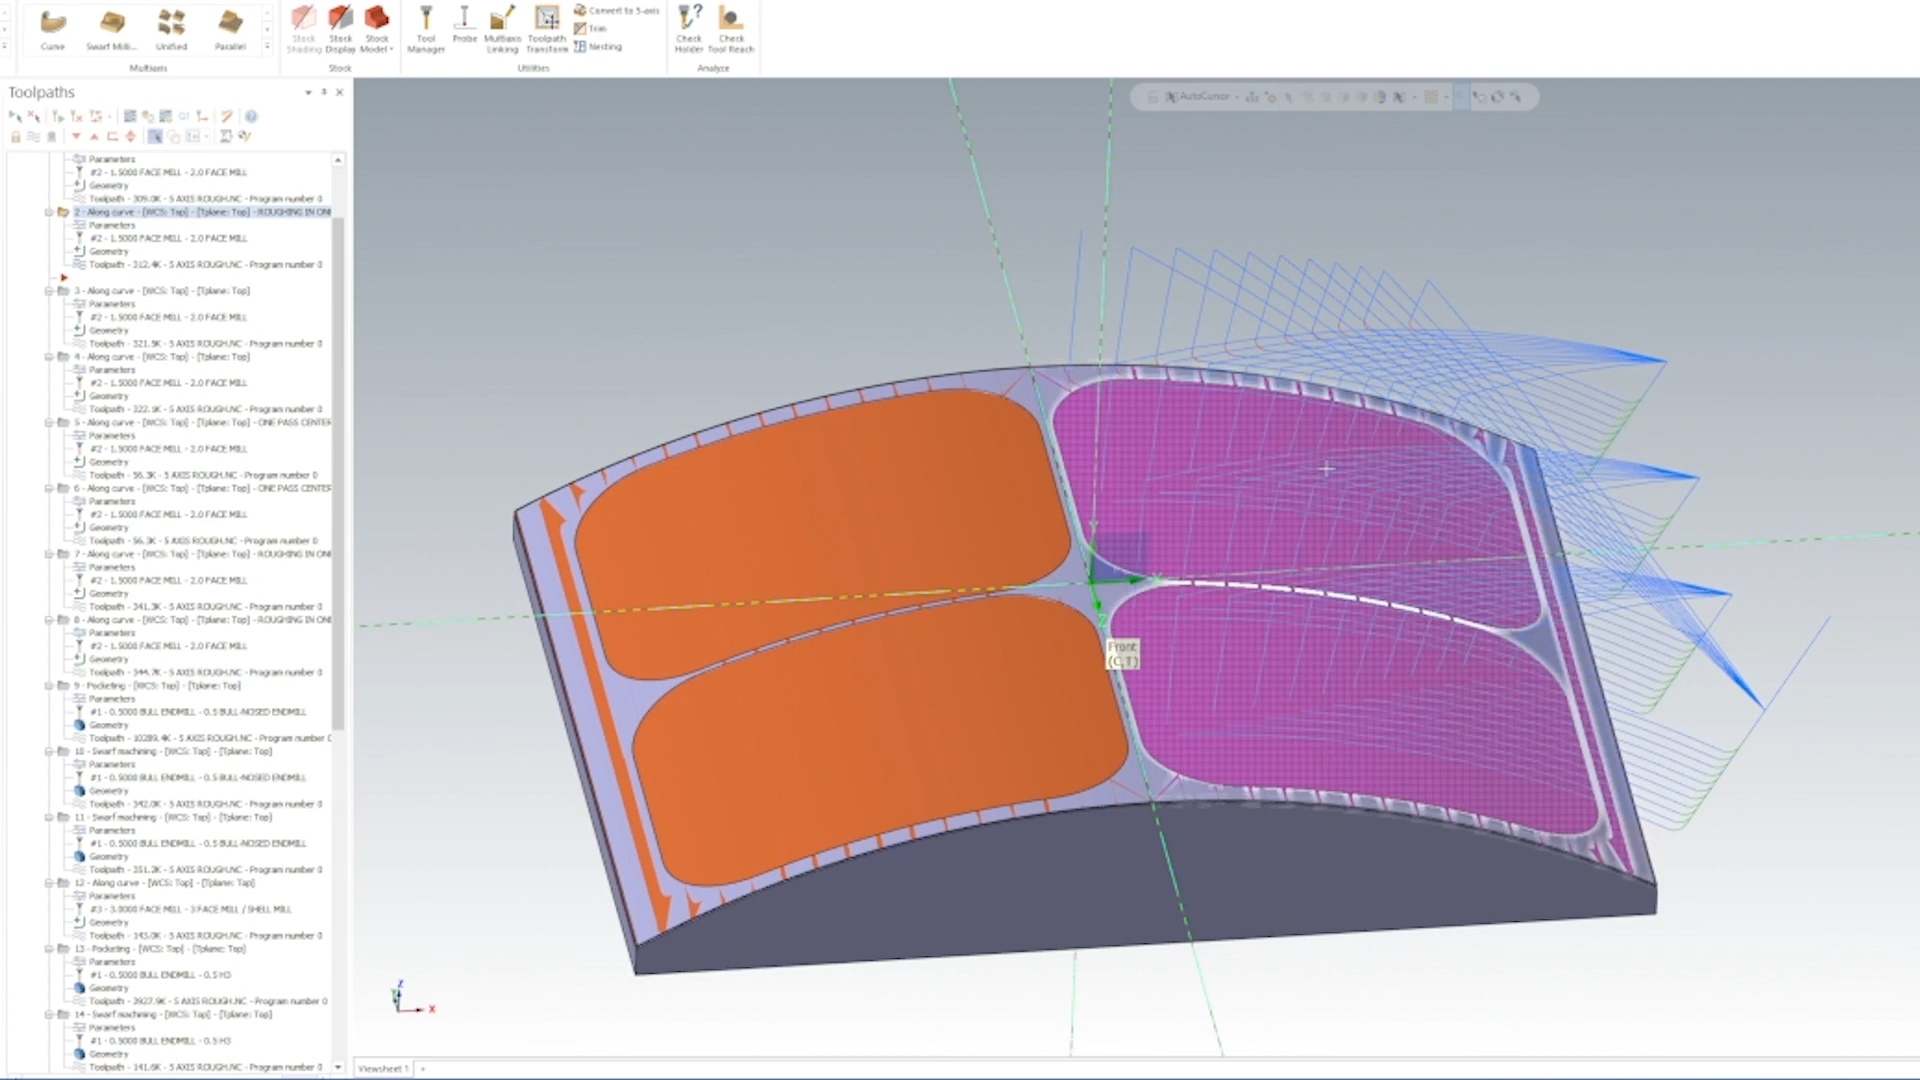 Curve
Swarf Milli...
Unified
Parallel
Multiaxis
Stock Shading
Stock Display
Stock Model
Stock
Tool Manager
Probe
Multiaxis Linking
Toolpath Transform
Convert to 5-axis
Trim
Nesting
Utilities
Check Holder
Check Tool Reach
Analyze
Toolpaths
AutoCursor
Parameters
#2 - 1.5000 FACE MILL - 2.0 FACE MILL
Geometry
Toolpath - 309.0K - 5 AXIS ROUGH.NC - Program number 0
2 - Along curve - [WCS: Top] - [Tplane: Top] - ROUGHING IN ON
Parameters
#2 - 1.5000 FACE MILL - 2.0 FACE MILL
Geometry
Toolpath - 312.4K - 5 AXIS ROUGH.NC - Program number 0
3 - Along curve - [WCS: Top] - [Tplane: Top]
Parameters
#2 - 1.5000 FACE MILL - 2.0 FACE MILL
Geometry
Toolpath - 321.9K - 5 AXIS ROUGH.NC - Program number 0
4 - Along curve - [WCS: Top] - [Tplane: Top]
Parameters
#2 - 1.5000 FACE MILL - 2.0 FACE MILL
Geometry
Toolpath - 322.1K - 5 AXIS ROUGH.NC - Program number 0
5 - Along curve - [WCS: Top] - [Tplane: Top] - ONE PASS CENTER
Parameters
#2 - 1.5000 FACE MILL - 2.0 FACE MILL
Geometry
Toolpath - 56.3K - 5 AXIS ROUGH.NC - Program number 0
6 - Along curve - [WCS: Top] - [Tplane: Top] - ONE PASS CENTER
Parameters
#2 - 1.5000 FACE MILL - 2.0 FACE MILL
Geometry
Toolpath - 56.3K - 5 AXIS ROUGH.NC - Program number 0
7 - Along curve - [WCS: Top] - [Tplane: Top] - ROUGHING IN ON
Parameters
#2 - 1.5000 FACE MILL - 2.0 FACE MILL
Geometry
Toolpath - 341.3K - 5 AXIS ROUGH.NC - Program number 0
8 - Along curve - [WCS: Top] - [Tplane: Top] - ROUGHING IN ON
Parameters
#2 - 1.5000 FACE MILL - 2.0 FACE MILL
Geometry
Toolpath - 344.7K - 5 AXIS ROUGH.NC - Program number 0
9 - Pocketing - [WCS: Top] - [Tplane: Top]
Parameters
#1 - 0.5000 BULL ENDMILL - 0.5 BULL-NOSED ENDMILL
Geometry
Toolpath - 10289.4K - 5 AXIS ROUGH.NC - Program number
10 - Swarf machining - [WCS: Top] - [Tplane: Top]
Parameters
#1 - 0.5000 BULL ENDMILL - 0.5 BULL-NOSED ENDMILL
Geometry
Toolpath - 342.0K - 5 AXIS ROUGH.NC - Program number 0
11 - Swarf machining - [WCS: Top] - [Tplane: Top]
Parameters
#1 - 0.5000 BULL ENDMILL - 0.5 BULL-NOSED ENDMILL
Geometry
Toolpath - 351.2K - 5 AXIS ROUGH.NC - Program number 0
12 - Along curve - [WCS: Top] - [Tplane: Top]
Parameters
#3 - 3.0000 FACE MILL - 3 FACE MILL / SHELL MILL
Geometry
Toolpath - 143.0K - 5 AXIS ROUGH.NC - Program number 0
13 - Pocketing - [WCS: Top] - [Tplane: Top]
Parameters
#1 - 0.5000 BULL ENDMILL - 0.5 H3
Geometry
Toolpath - 3927.9K - 5 AXIS ROUGH.NC - Program number 0
14 - Swarf machining - [WCS: Top] - [Tplane: Top]
Parameters
#1 - 0.5000 BULL ENDMILL - 0.5 H3
Geometry
Toolpath - 141.6K - 5 AXIS ROUGH.NC - Program number 0
Front
(C,T)
Z
X
Viewsheet 1